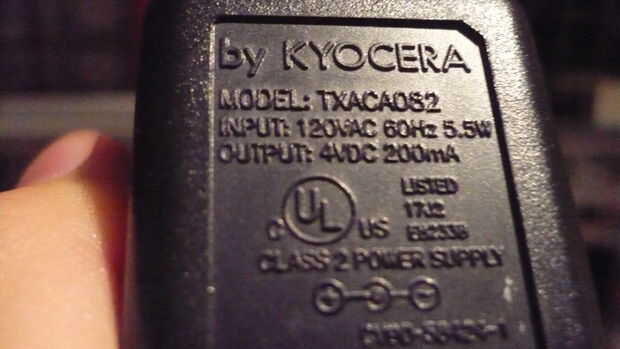 by KYOCERA
MODEL: TXACA082
INPUT: 120VAC 60Hz 5.5W
OUTPUT: 4VDC 200mA
LISTED
UL
17J2
C US
CLASS 2 POWER SUPPLY